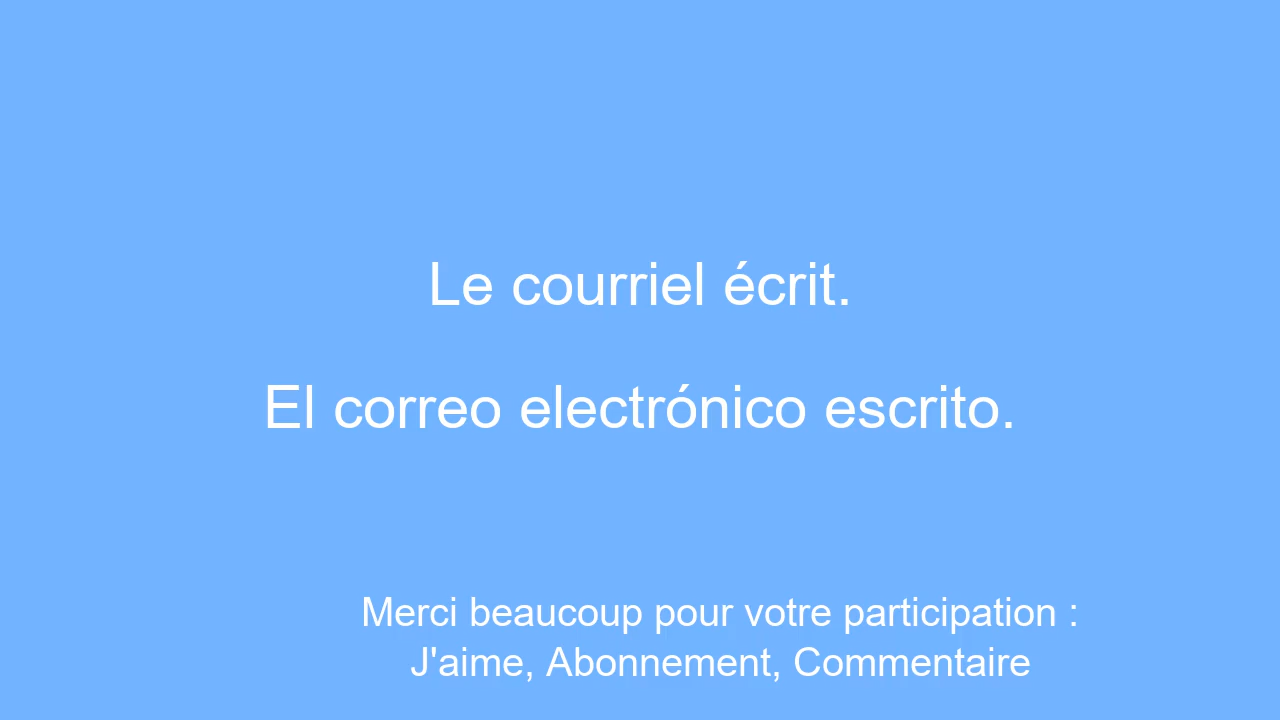 Le courriel écrit.
El correo electrónico escrito.
Merci beaucoup pour votre participation :
J'aime, Abonnement, Commentaire